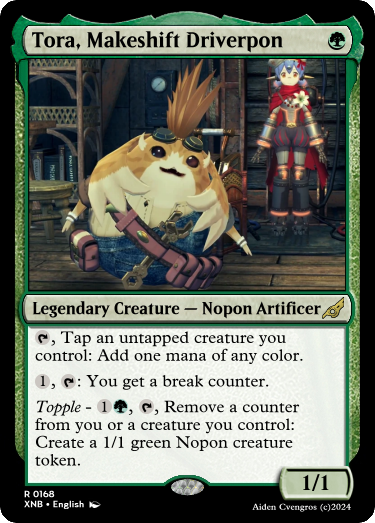 Tora, Makeshift Driverpon
Legendary Creature — Nopon Artificer
, Tap an untapped creature you
control: Add one mana of any color.
1, : You get a break counter.
Topple - 1, , Remove a counter
from you or a creature you control:
Create a 1/1 green Nopon creature
token.
1/1
R 0168
XNB • English
Aiden Cvengros (c)2024